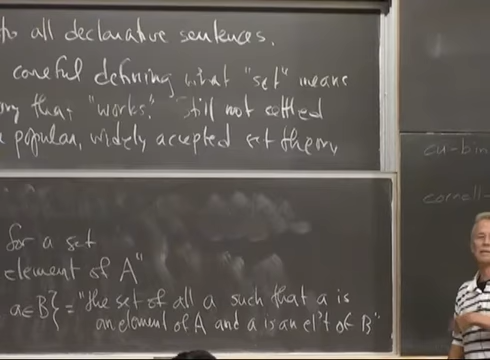 to all declarative sentences.
careful defining what "set" means
that "works". Still not settled
popular, widely accepted set theory
for a set
element of A"
a∈B} = "the set of all a such that a is
an element of A and a is an el't of B"
cu-bin
cornell-